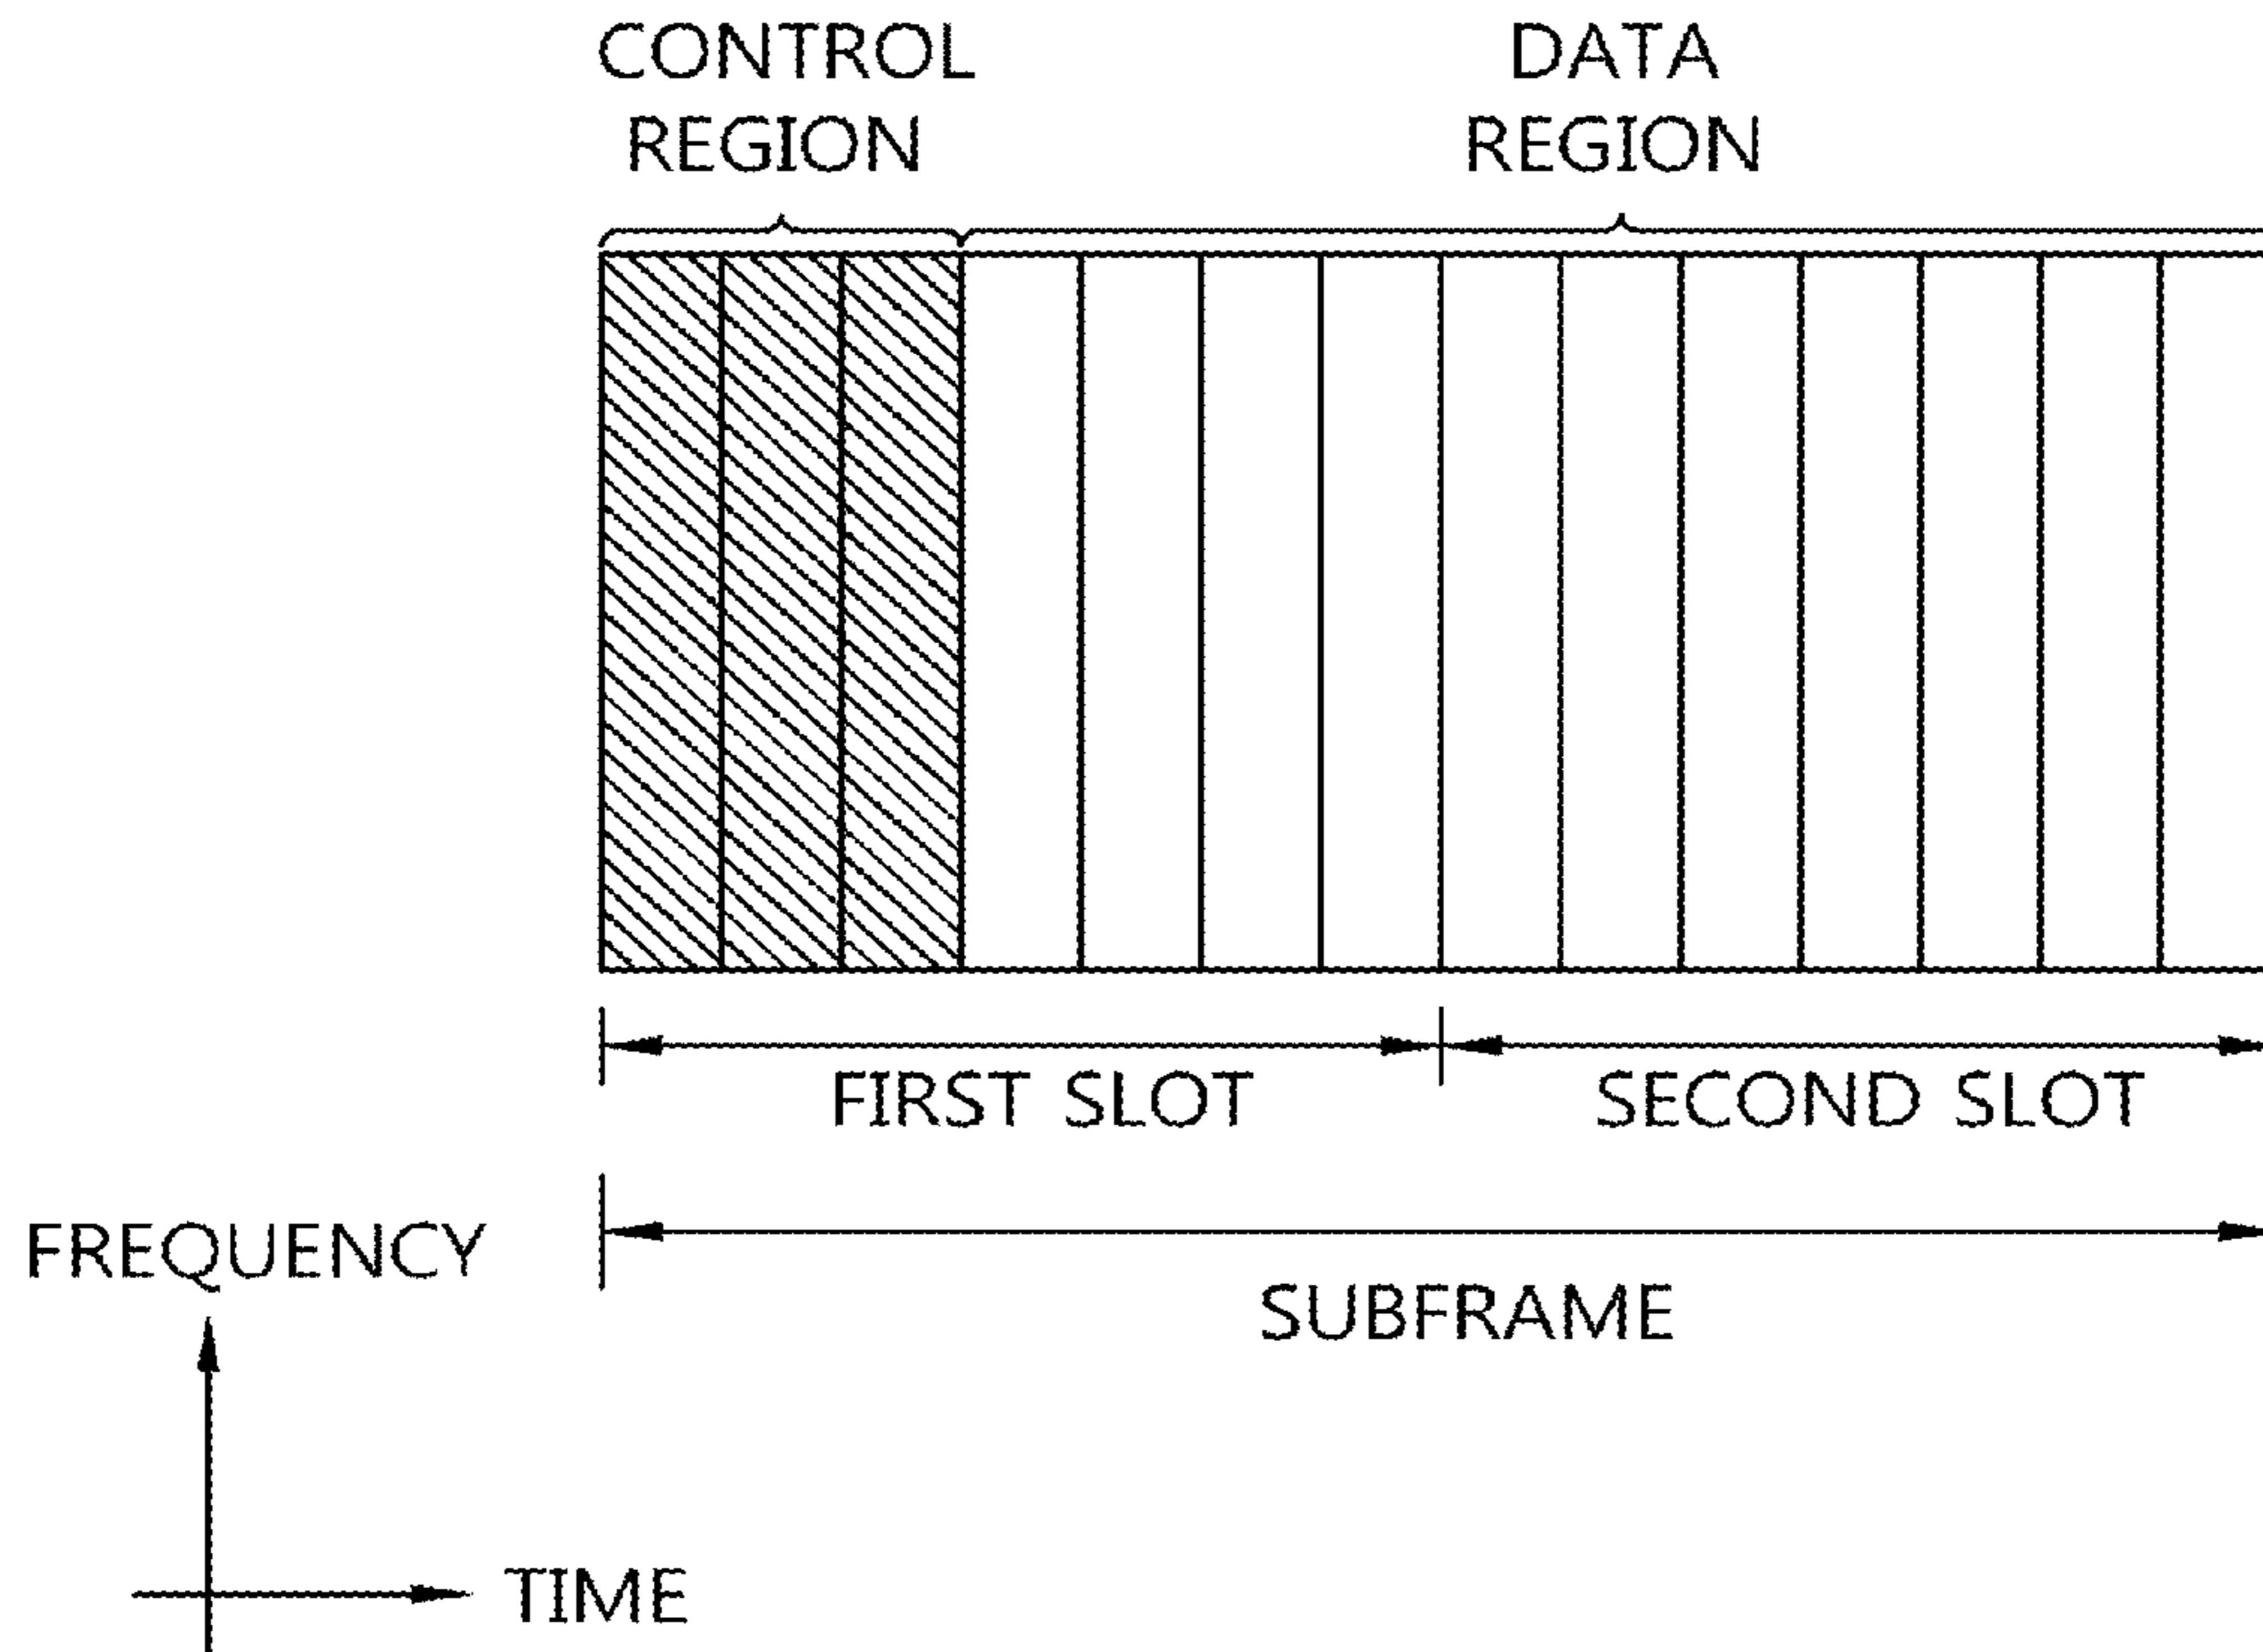 CONTROL
REGION
DATA
REGION
FIRST SLOT
SECOND SLOT
SUBFRAME
FREQUENCY
TIME